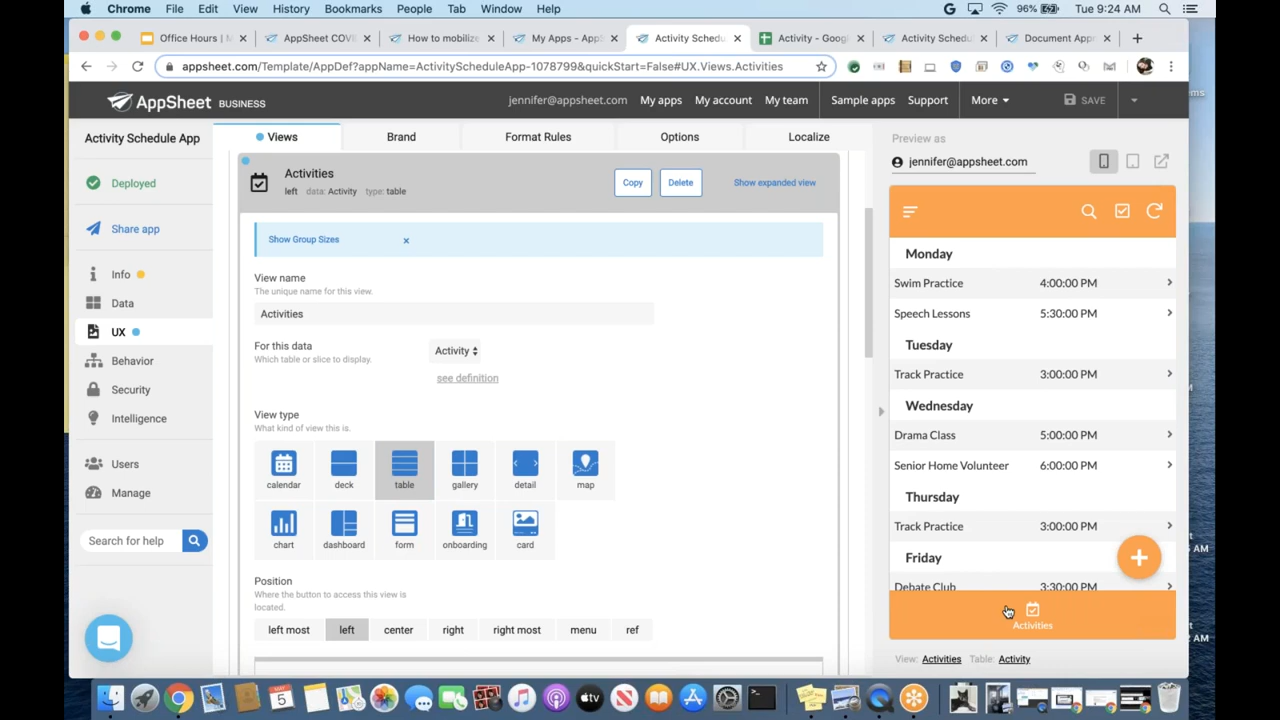 Chrome File Edit View History Bookmarks People Tab Window Help 96% Tue 9:24 AM
Office Hours | M AppSheet COVI How to mobilize My Apps - AppS Activity Schedu Activity - Goog Activity Schedul Document Appr
appsheet.com/Template/AppDef?appName=ActivityScheduleApp-1078799&quickStart=False#UX.Views.Activities
AppSheet BUSINESS jennifer@appsheet.com My apps My account My team Sample apps Support More SAVE
Activity Schedule App
Views Brand Format Rules Options Localize
Preview as
jennifer@appsheet.com
Deployed
Share app
Info
Data
UX
Behavior
Security
Intelligence
Users
Manage
Search for help
Activities
left data: Activity type: table
Copy Delete Show expanded view
Show Group Sizes ×
View name
The unique name for this view.
Activities
For this data
Which table or slice to display.
Activity
see definition
View type
What kind of view this is.
calendar deck table gallery detail map
chart dashboard form onboarding card
Position
Where the button to access this view is
located.
left most left center right right most menu ref
Monday
Swim Practice 4:00:00 PM
Speech Lessons 5:30:00 PM
Tuesday
Track Practice 3:00:00 PM
Wednesday
Drama Class 5:00:00 PM
Senior Home Volunteer 6:00:00 PM
Thursday
Track Practice 3:00:00 PM
Friday
Debate Club 3:30:00 PM
Activities
View: Activities Table: Activity